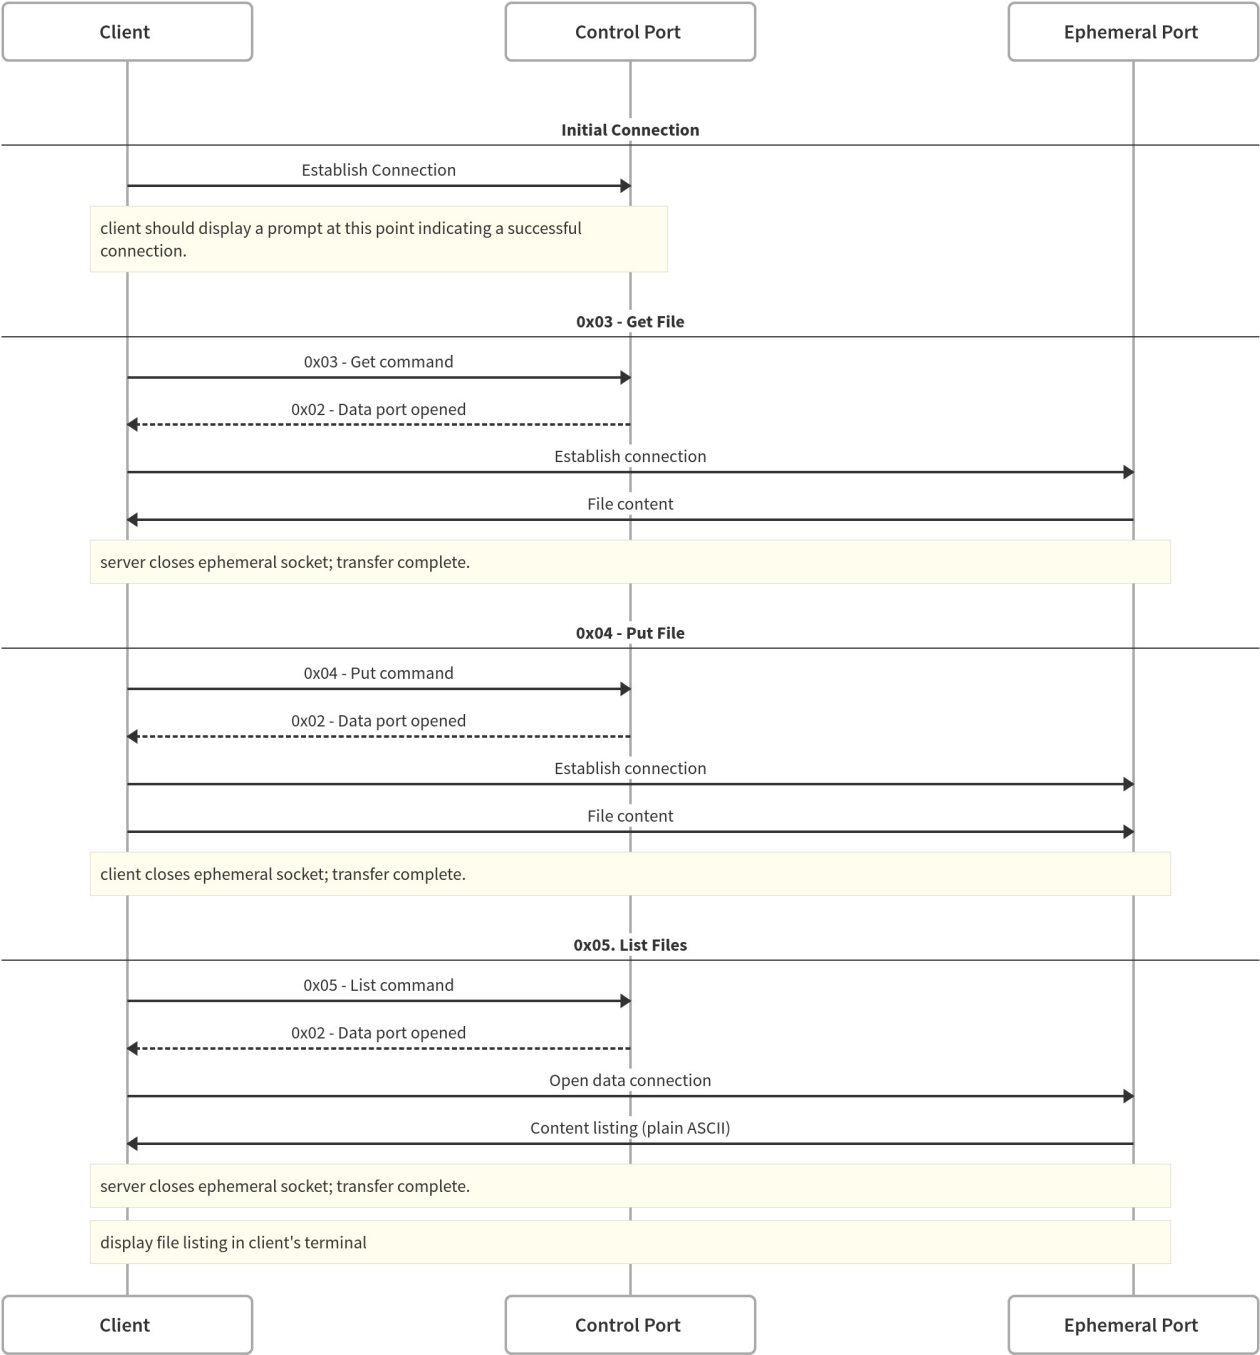 Client
Control Port
Ephemeral Port
Initial Connection
Establish Connection
client should display a prompt at this point indicating a successful
connection.
0x03 - Get File
0x03 - Get command
0x02 - Data port opened
Establish connection
File content
server closes ephemeral socket; transfer complete.
0x04 - Put File
0x04 - Put command
0x02 - Data port opened
Establish connection
File content
client closes ephemeral socket; transfer complete.
0x05. List Files
0x05 - List command
0x02 - Data port opened
Open data connection
Content listing (plain ASCII)
server closes ephemeral socket; transfer complete.
display file listing in client's terminal
Client
Control Port
Ephemeral Port